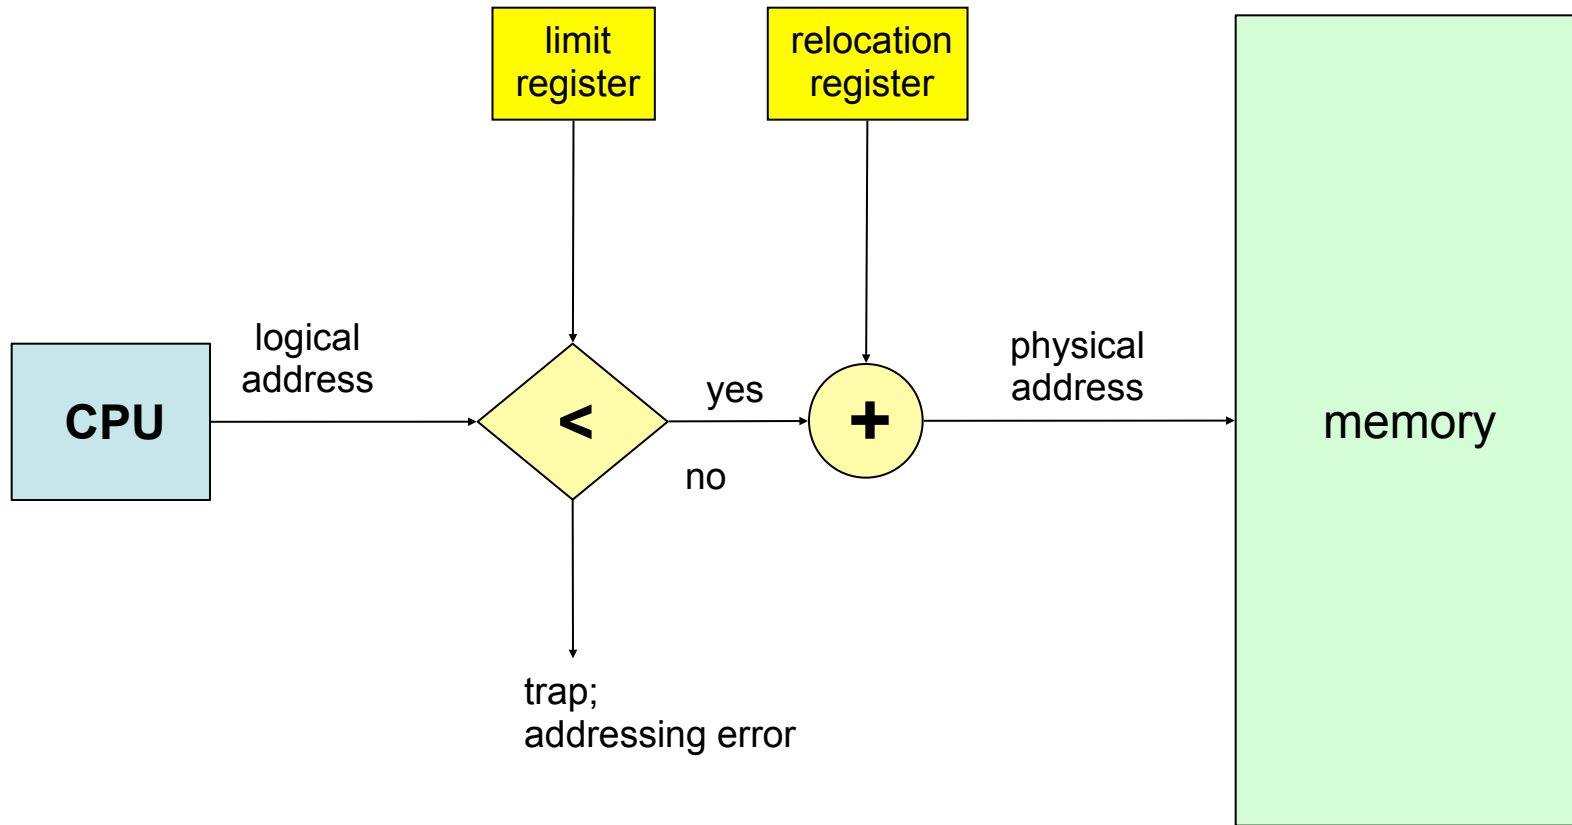 limit
register
relocation
register
logical
address
CPU
<
yes
no
+
physical
address
memory
trap;
addressing error